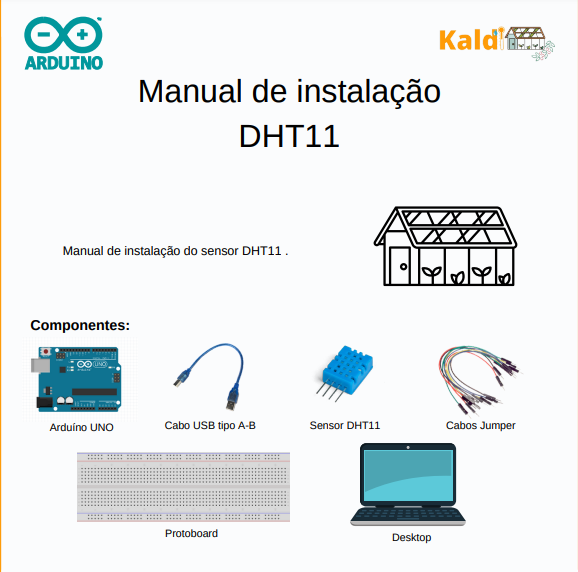 ARDUINO
Kaldi
Manual de instalação
DHT11
Manual de instalação do sensor DHT11 .
Componentes:
UNO
Arduíno UNO
Cabo USB tipo A-B
Sensor DHT11
Cabos Jumper
Protoboard
Desktop